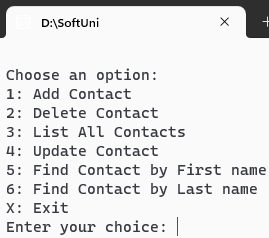 D:\SoftUni
Choose an option:
1: Add Contact
2: Delete Contact
3: List All Contacts
4: Update Contact
5: Find Contact by First name
6: Find Contact by Last name
X: Exit
Enter your choice: